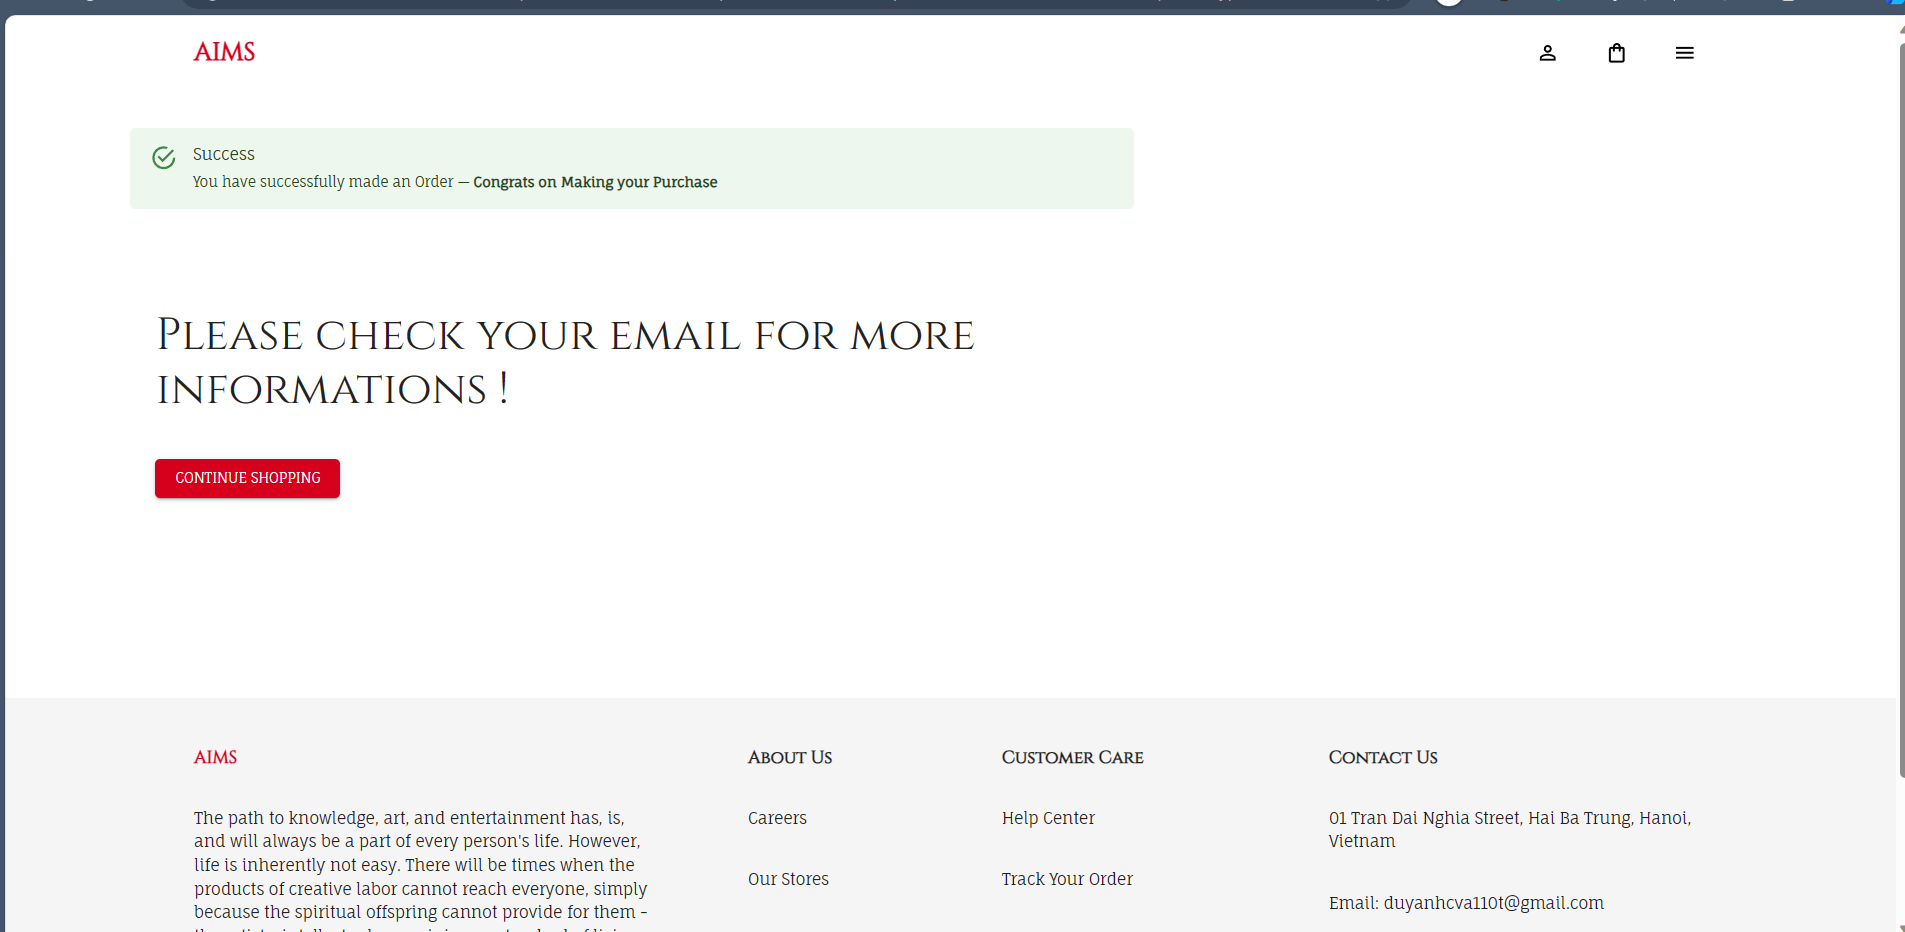 AIMS
Success
You have successfully made an Order — Congrats on Making your Purchase
Please check your email for more
informations !
CONTINUE SHOPPING
AIMS
The path to knowledge, art, and entertainment has, is,
and will always be a part of every person's life. However,
life is inherently not easy. There will be times when the
products of creative labor cannot reach everyone, simply
because the spiritual offspring cannot provide for them -
About Us
Careers
Our Stores
Customer Care
Help Center
Track Your Order
Contact Us
01 Tran Dai Nghia Street, Hai Ba Trung, Hanoi,
Vietnam
Email: duyanhcva110t@gmail.com